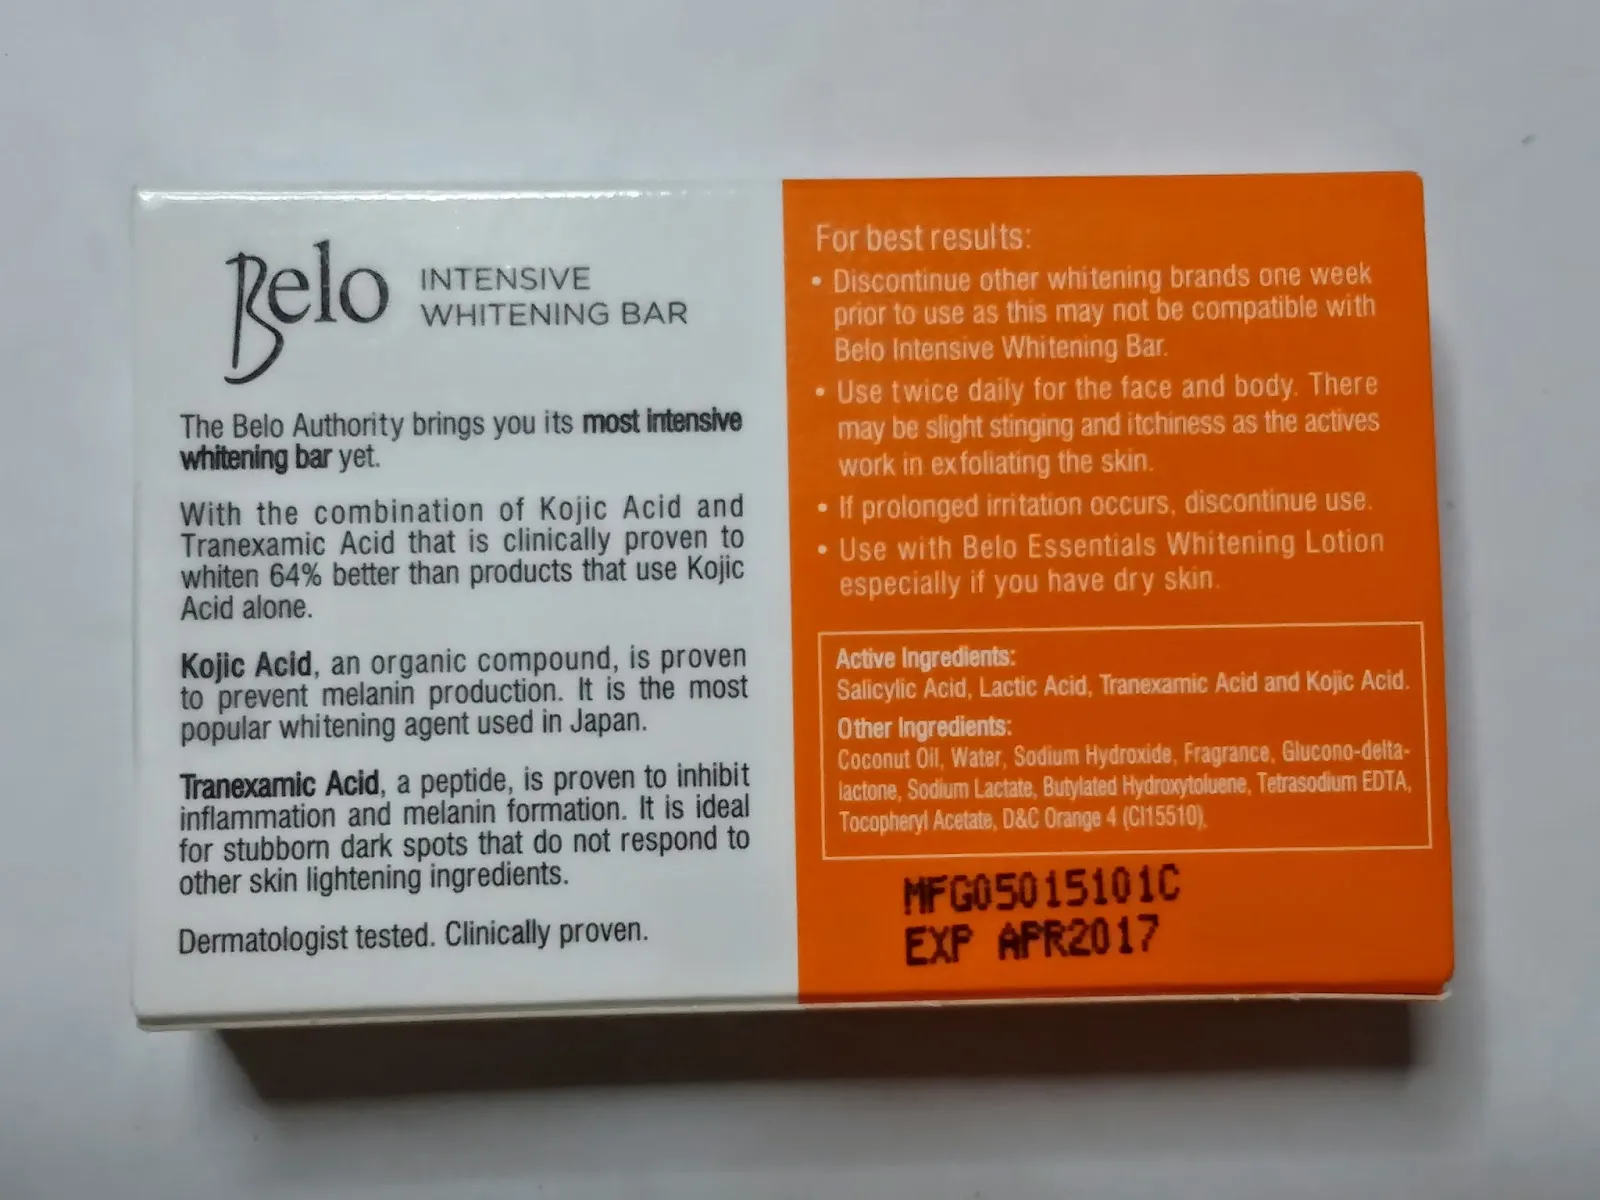 Belo INTENSIVE
WHITENING BAR
The Belo Authority brings you its most intensive
whitening bar yet.
With the combination of Kojic Acid and
Tranexamic Acid that is clinically proven to
whiten 64% better than products that use Kojic
Acid alone.
Kojic Acid, an organic compound, is proven
to prevent melanin production. It is the most
popular whitening agent used in Japan.
Tranexamic Acid, a peptide, is proven to inhibit
inflammation and melanin formation. It is ideal
for stubborn dark spots that do not respond to
other skin lightening ingredients.
Dermatologist tested. Clinically proven.
For best results:
• Discontinue other whitening brands one week
prior to use as this may not be compatible with
Belo Intensive Whitening Bar.
• Use twice daily for the face and body. There
may be slight stinging and itchiness as the actives
work in exfoliating the skin.
• If prolonged irritation occurs, discontinue use.
• Use with Belo Essentials Whitening Lotion
especially if you have dry skin.
Active Ingredients:
Salicylic Acid, Lactic Acid, Tranexamic Acid and Kojic Acid.
Other Ingredients:
Coconut Oil, Water, Sodium Hydroxide, Fragrance, Glucono-delta-
lactone, Sodium Lactate, Butylated Hydroxytoluene, Tetrasodium EDTA,
Tocopheryl Acetate, D&C Orange 4 (CI15510).
MFG05015101C
EXP APR2017